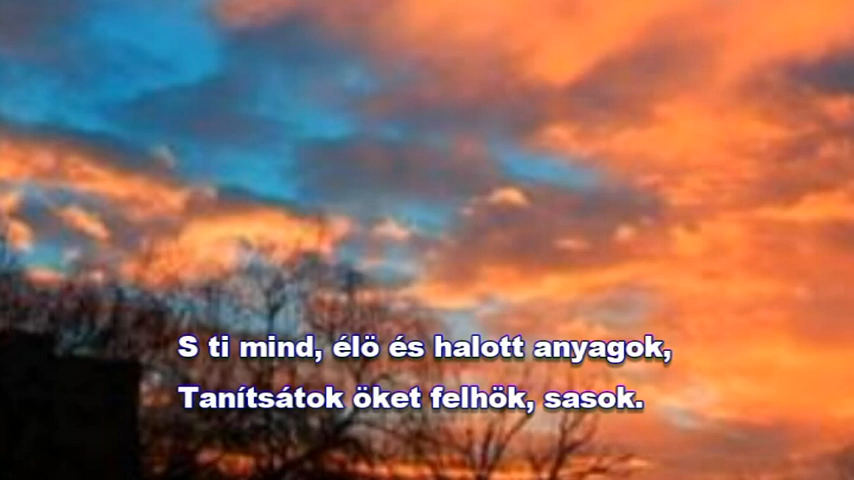 S ti mind, élö és halott anyagok,
Tanítsátok öket felhök, sasok.